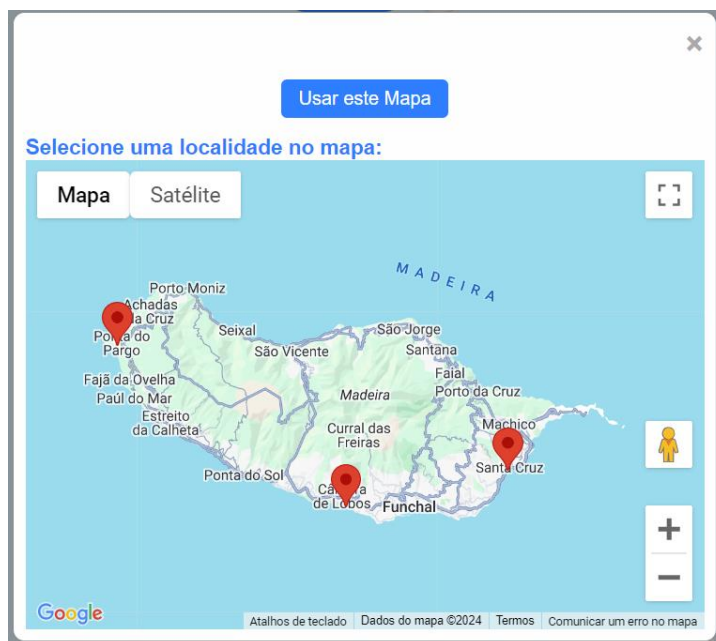 ×
Usar este Mapa
Selecione uma localidade no mapa:
Mapa
Satélite
MADEIRA
Porto Moniz
Achadas
da Cruz
Ponta do
Pargo
Seixal
São Vicente
São Jorge
Santana
Faial
Porto da Cruz
Fajã da Ovelha
Paúl do Mar
Estreito
da Calheta
Madeira
Curral das
Freiras
Machico
Santa Cruz
Ponta do Sol
Câmara
de Lobos
Funchal
+
−
Google
Atalhos de teclado
Dados do mapa ©2024
Termos
Comunicar um erro no mapa